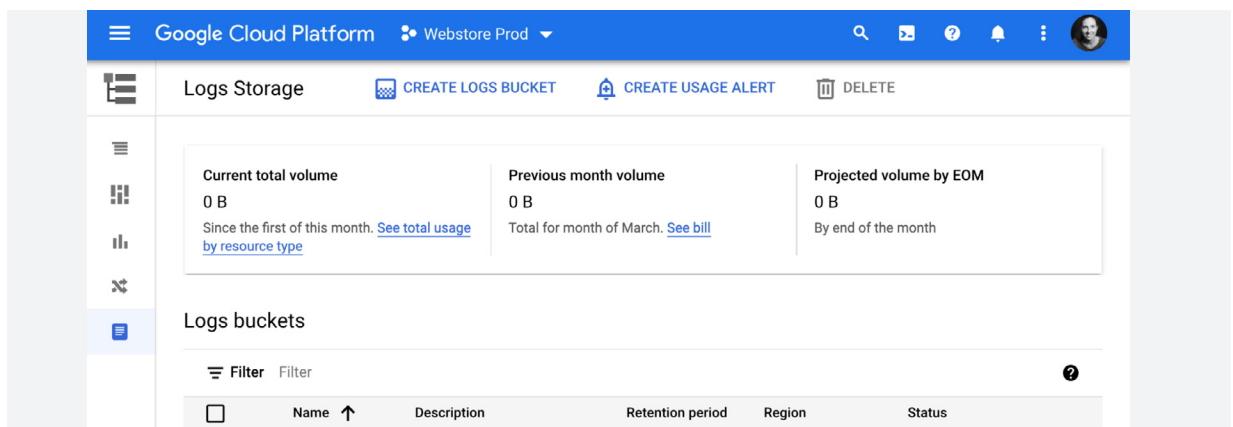 Google Cloud Platform Webstore Prod
Logs Storage CREATE LOGS BUCKET CREATE USAGE ALERT DELETE
Current total volume
0 B
Since the first of this month. See total usage
by resource type
Previous month volume
0 B
Total for month of March. See bill
Projected volume by EOM
0 B
By end of the month
Logs buckets
Filter Filter
Name Description Retention period Region Status